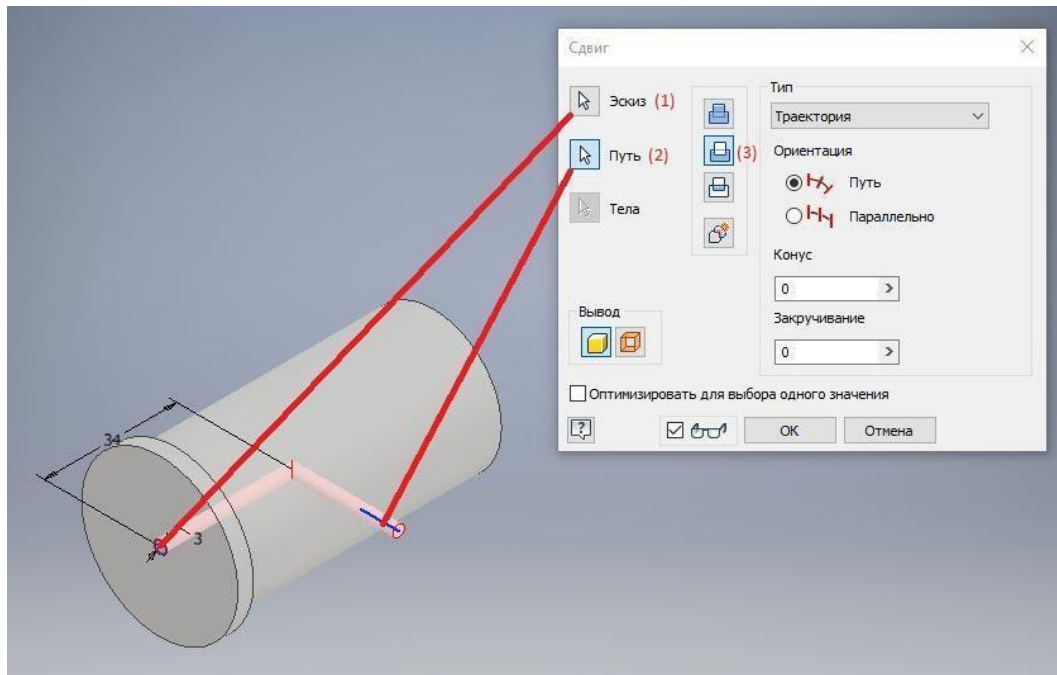 Сдвиг
Эскиз (1)
Путь (2)
(3)
Тела
Вывод
Тип
Траектория
Ориентация
Путь
Параллельно
Конус
0
Закручивание
0
Оптимизировать для выбора одного значения
?
ОК
Отмена
34
3